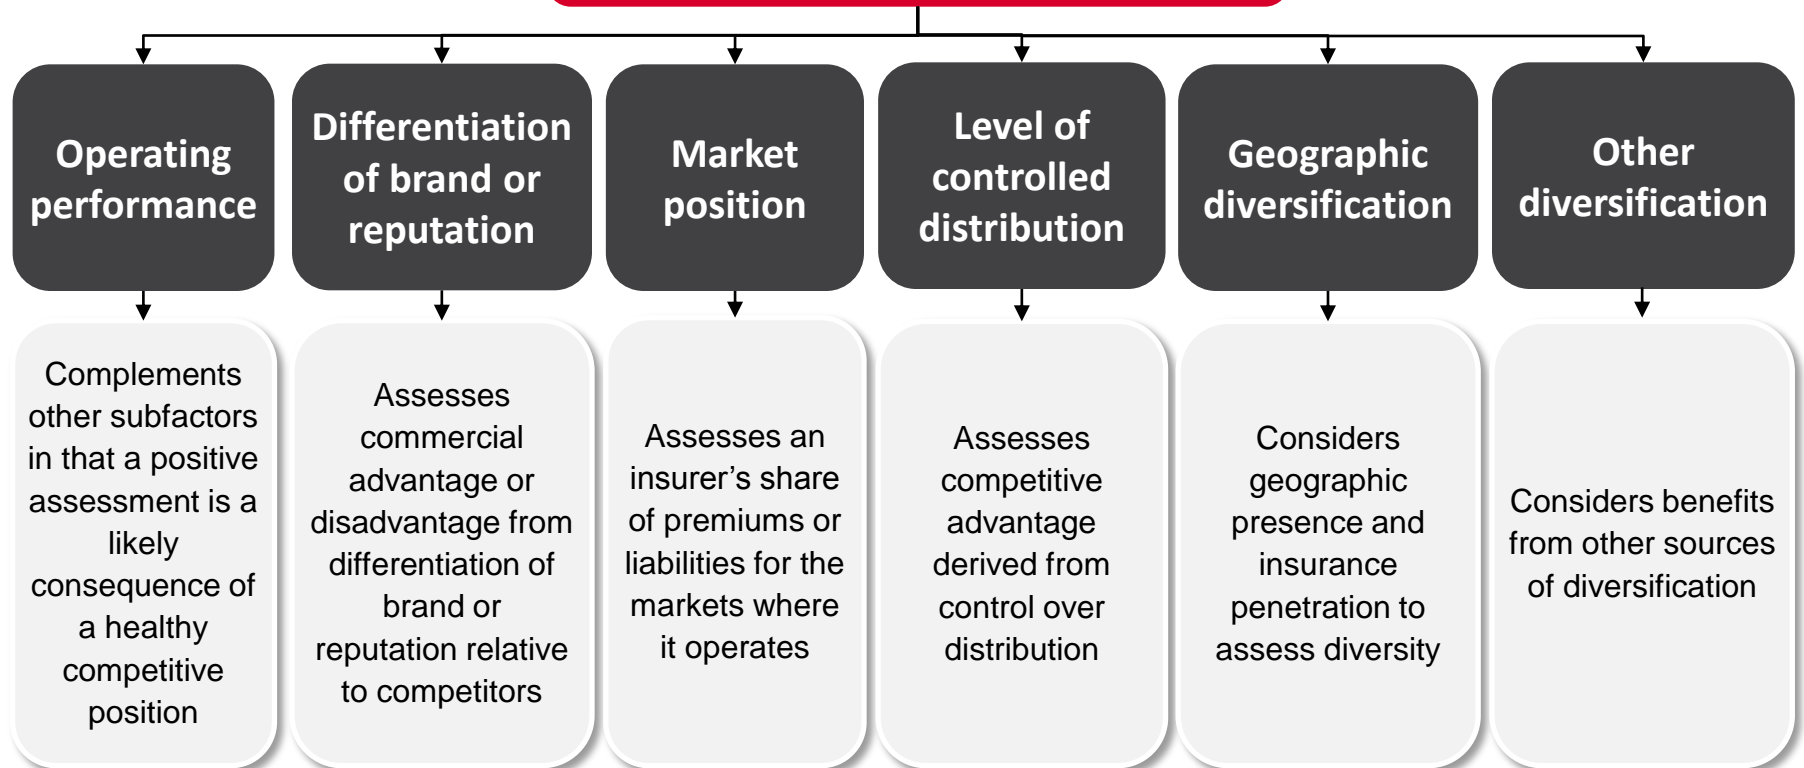 Operating
performance
Differentiation
of brand or
reputation
Market
position
Level of
controlled
distribution
Geographic
diversification
Other
diversification
Complements
other subfactors
in that a positive
assessment is a
likely
consequence of
a healthy
competitive
position
Assesses
commercial
advantage or
disadvantage from
differentiation of
brand or
reputation relative
to competitors
Assesses an
insurer’s share
of premiums or
liabilities for the
markets where
it operates
Assesses
competitive
advantage
derived from
control over
distribution
Considers
geographic
presence and
insurance
penetration to
assess diversity
Considers benefits
from other sources
of diversification